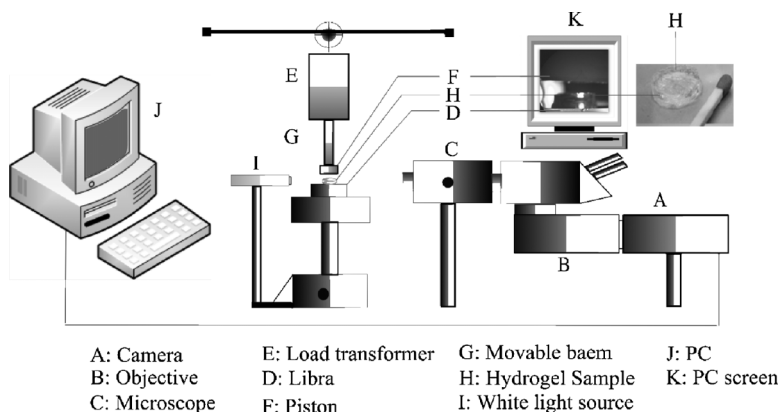 K
H
E
F
H
D
J
G
I
C
A
B
A: Camera
E: Load transformer
G: Movable baem
J: PC
B: Objective
D: Libra
H: Hydrogel Sample
K: PC screen
C: Microscope
F: Piston
I: White light source